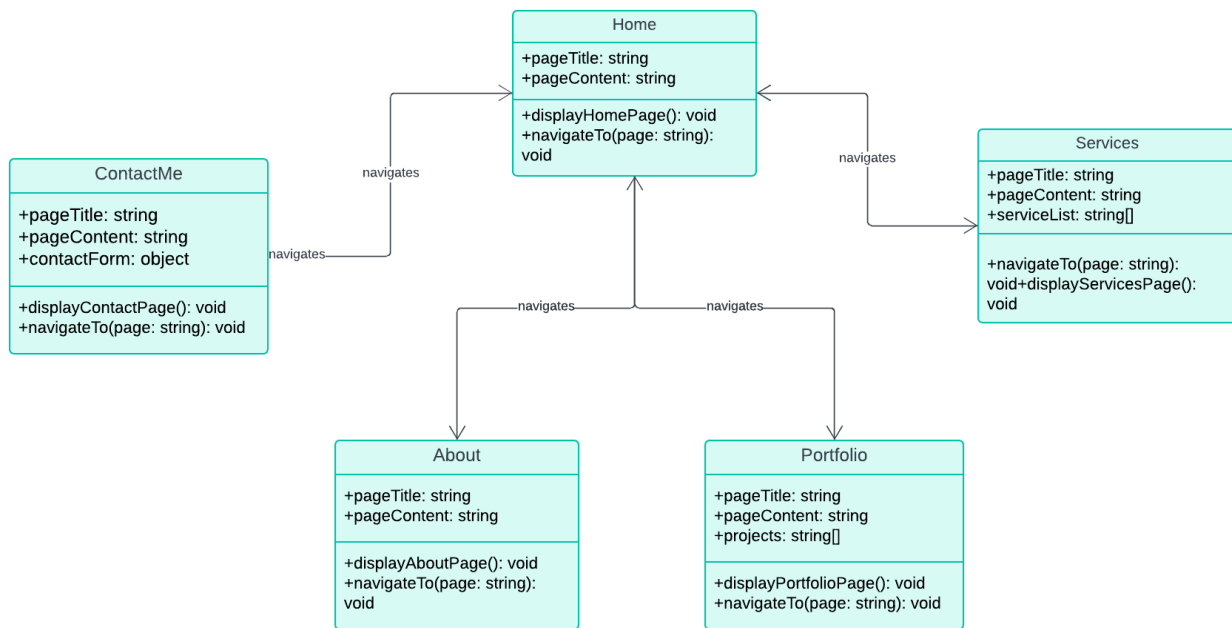 Home
+pageTitle: string
+pageContent: string
+displayHomePage(): void
+navigateTo(page: string):
void
navigates
navigates
Services
+pageTitle: string
+pageContent: string
+serviceList: string[]
+navigateTo(page: string):
void+displayServicesPage():
void
ContactMe
+pageTitle: string
+pageContent: string
+contactForm: object
+displayContactPage(): void
+navigateTo(page: string): void
navigates
navigates
navigates
About
+pageTitle: string
+pageContent: string
+displayAboutPage(): void
+navigateTo(page: string):
void
Portfolio
+pageTitle: string
+pageContent: string
+projects: string[]
+displayPortfolioPage(): void
+navigateTo(page: string): void